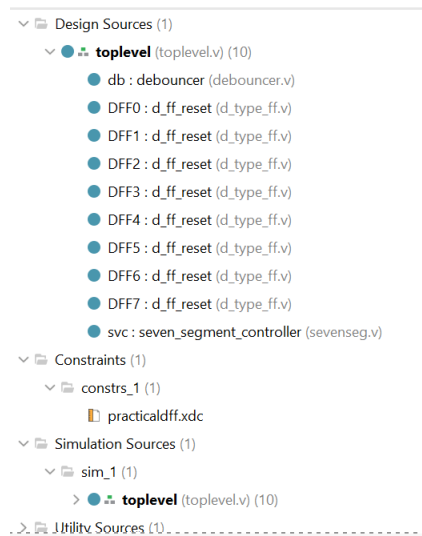 Design Sources (1)
toplevel (toplevel.v) (10)
db : debouncer (debouncer.v)
DFF0 : d_ff_reset (d_type_ff.v)
DFF1 : d_ff_reset (d_type_ff.v)
DFF2 : d_ff_reset (d_type_ff.v)
DFF3 : d_ff_reset (d_type_ff.v)
DFF4 : d_ff_reset (d_type_ff.v)
DFF5 : d_ff_reset (d_type_ff.v)
DFF6 : d_ff_reset (d_type_ff.v)
DFF7 : d_ff_reset (d_type_ff.v)
svc : seven_segment_controller (sevenseg.v)
Constraints (1)
constrs_1 (1)
practicaldff.xdc
Simulation Sources (1)
sim_1 (1)
toplevel (toplevel.v) (10)
Utility Sources (1)